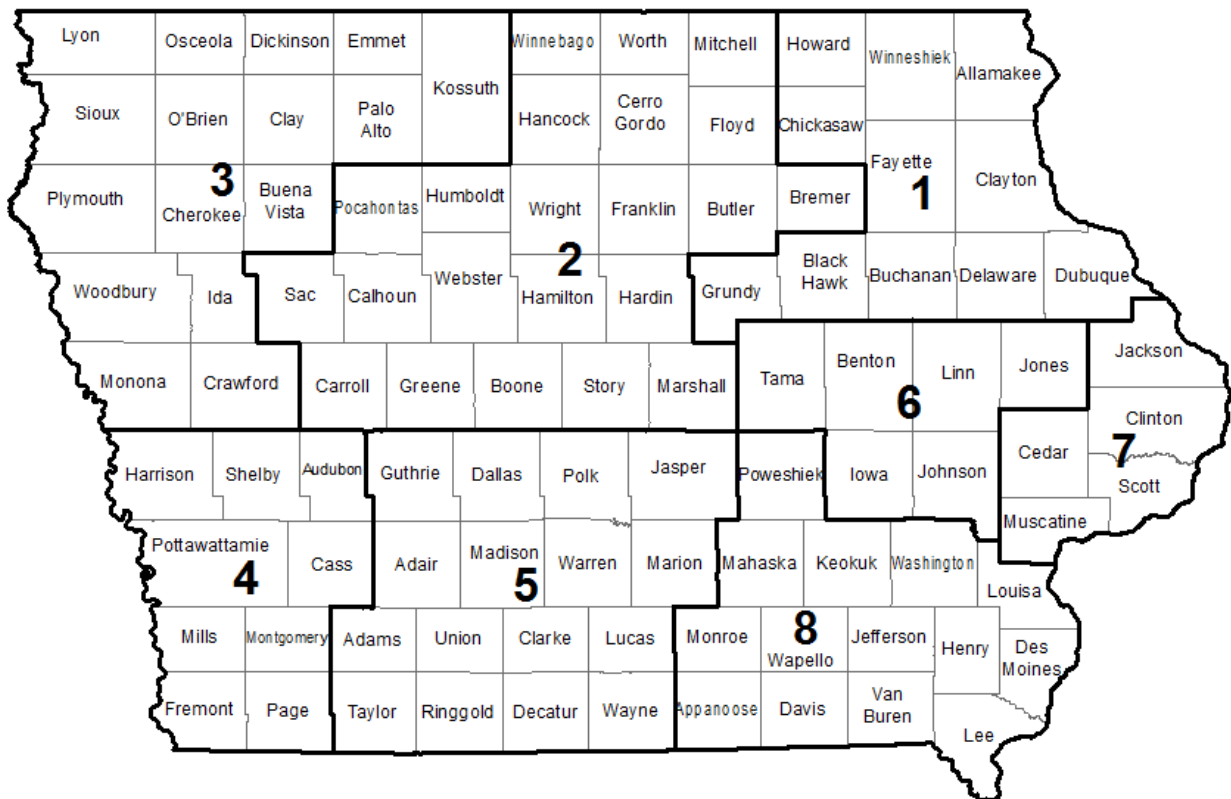 Lyon
Osceola
Dickinson
Emmet
Kossuth
Winnebago
Worth
Mitchell
Howard
Winneshiek
Allamakee
Sioux
O'Brien
Clay
Palo
Alto
Hancock
Cerro
Gordo
Floyd
Chickasaw
Fayette
Clayton
1
Plymouth
3
Cherokee
Buena
Vista
Pocahontas
Humboldt
Wright
Franklin
Butler
Bremer
2
Woodbury
Ida
Sac
Calhoun
Webster
Hamilton
Hardin
Grundy
Black
Hawk
Buchanan
Delaware
Dubuque
Monona
Crawford
Carroll
Greene
Boone
Story
Marshall
Tama
Benton
Linn
Jones
Jackson
6
Clinton
7
Harrison
Shelby
Audubon
Guthrie
Dallas
Polk
Jasper
Poweshiek
Iowa
Johnson
Cedar
Scott
Muscatine
Pottawattamie
4
Cass
Adair
Madison
5
Warren
Marion
Mahaska
Keokuk
Washington
Louisa
Mills
Montgomery
Adams
Union
Clarke
Lucas
Monroe
8
Wapello
Jefferson
Henry
Des
Moines
Fremont
Page
Taylor
Ringgold
Decatur
Wayne
Appanoose
Davis
Van
Buren
Lee